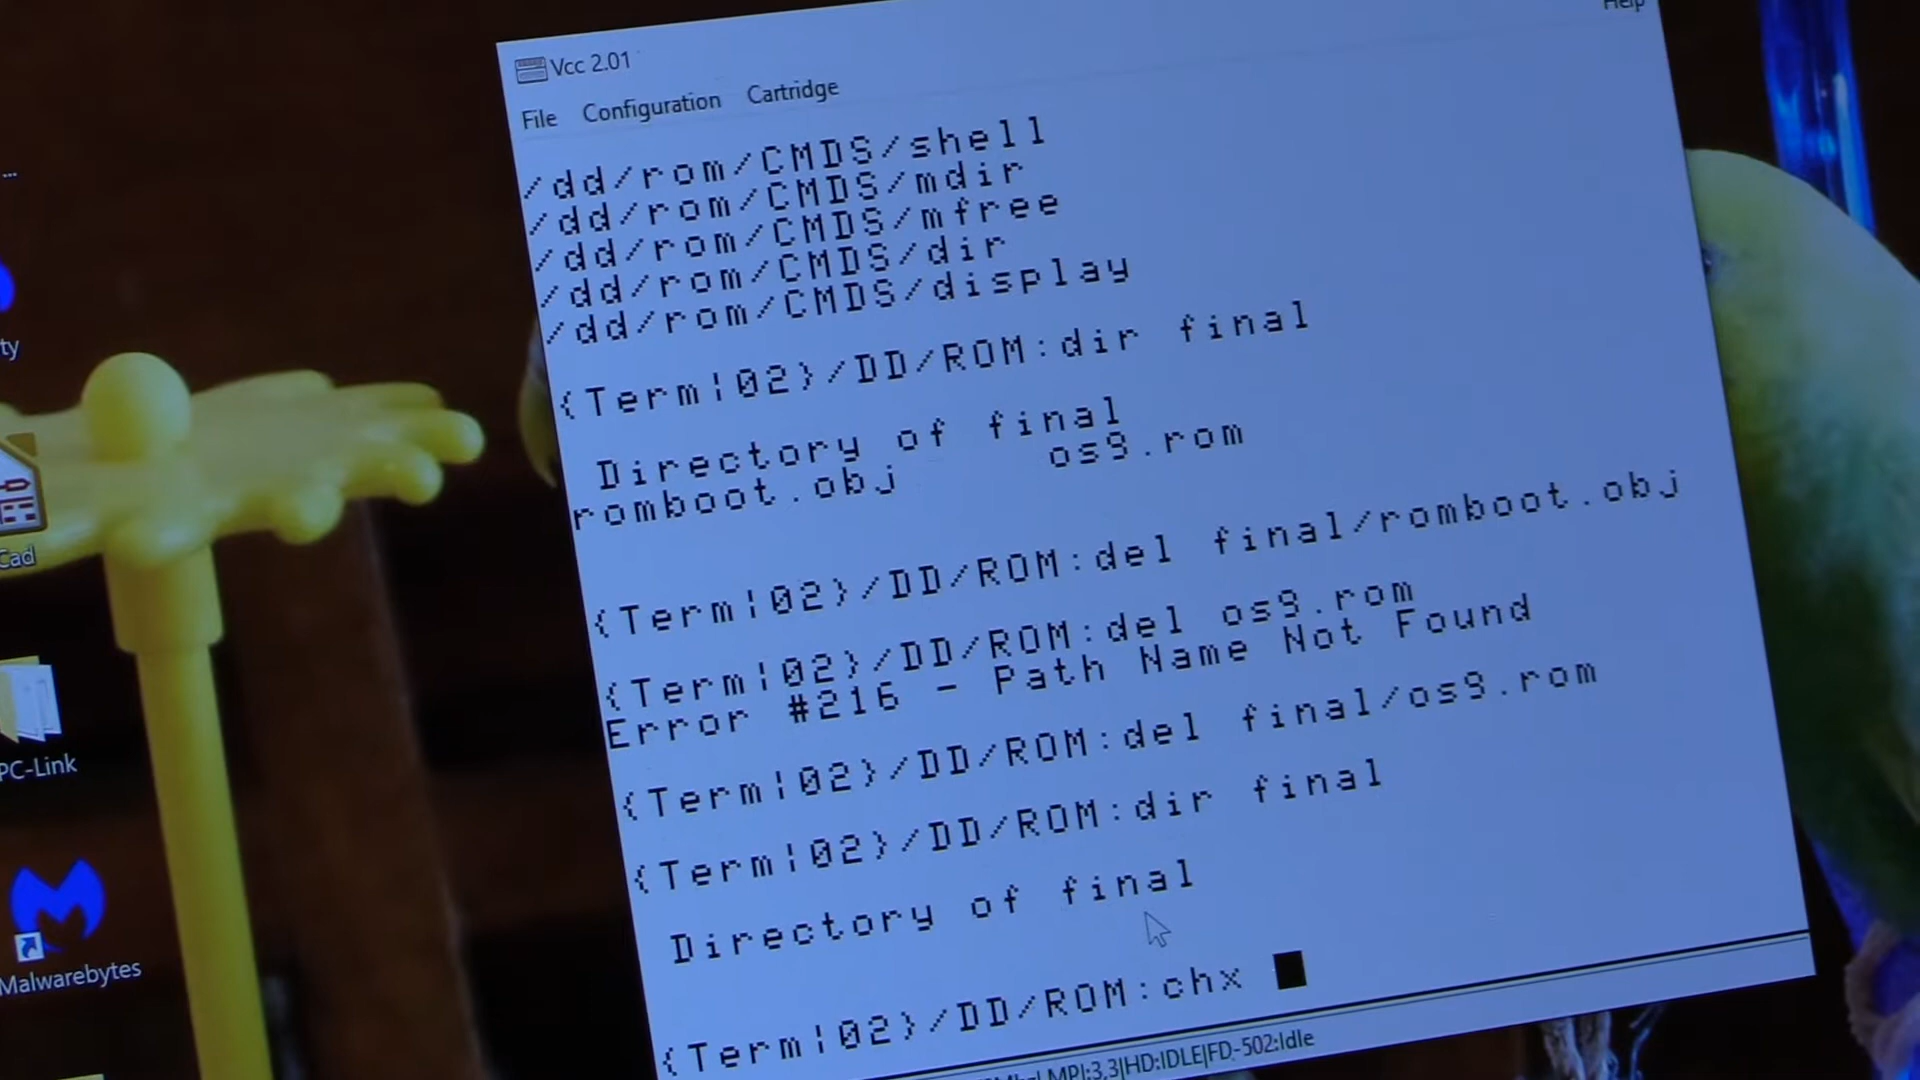 Help
Vcc 2.01
File Configuration Cartridge
/dd/rom/CMDS/shell
/dd/rom/CMDS/mdir
/dd/rom/CMDS/mfree
/dd/rom/CMDS/dir
/dd/rom/CMDS/display
{Term|02}/DD/ROM:dir final
Directory of final
romboot.obj os9.rom
{Term|02}/DD/ROM:del final/romboot.obj
{Term|02}/DD/ROM:del os9.rom
Error #216 - Path Name Not Found
{Term|02}/DD/ROM:del final/os9.rom
{Term|02}/DD/ROM:dir final
Directory of final
{Term|02}/DD/ROM:chx
MPI:3,3|HD:IDLE|FD-502:Idle
...
ty
Cad
PC-Link
Malwarebytes